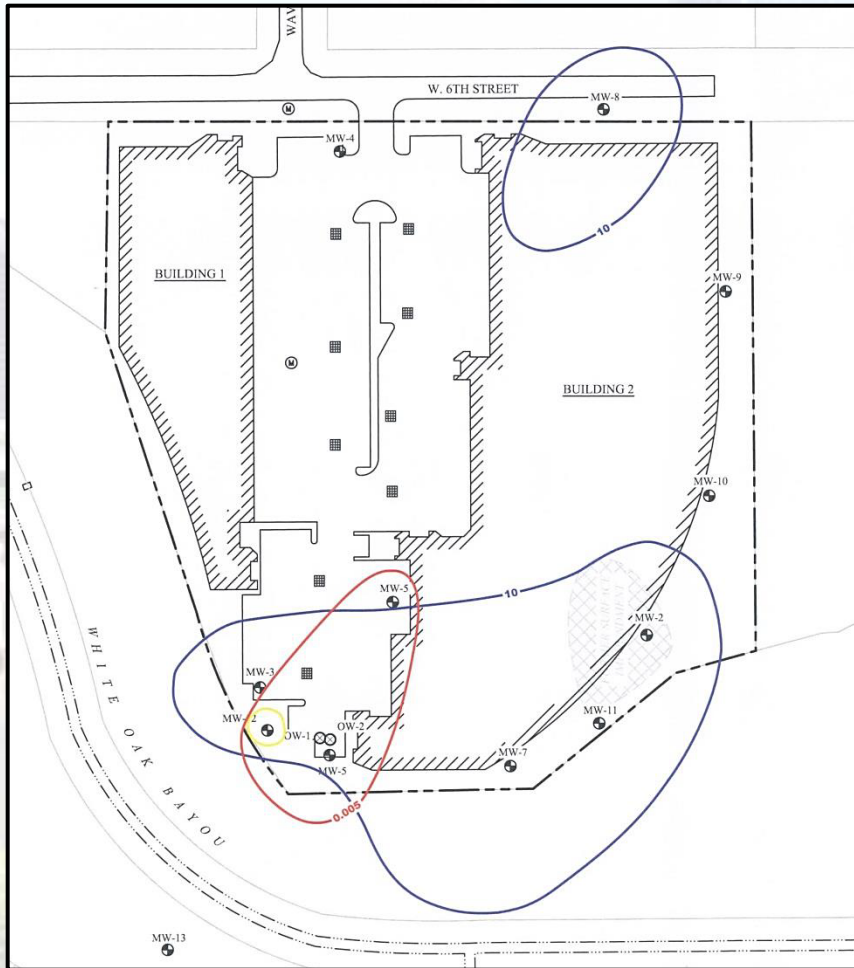 WAV
W. 6TH STREET
MW-8
M
MW-4
10
BUILDING 1
MW-9
M
BUILDING 2
MW-10
10
MW-5
MW-2
MW-3
MW-11
OW-1
OW-2
MW-5
MW-7
0.005
WHITE OAK BAYOU
MW-13